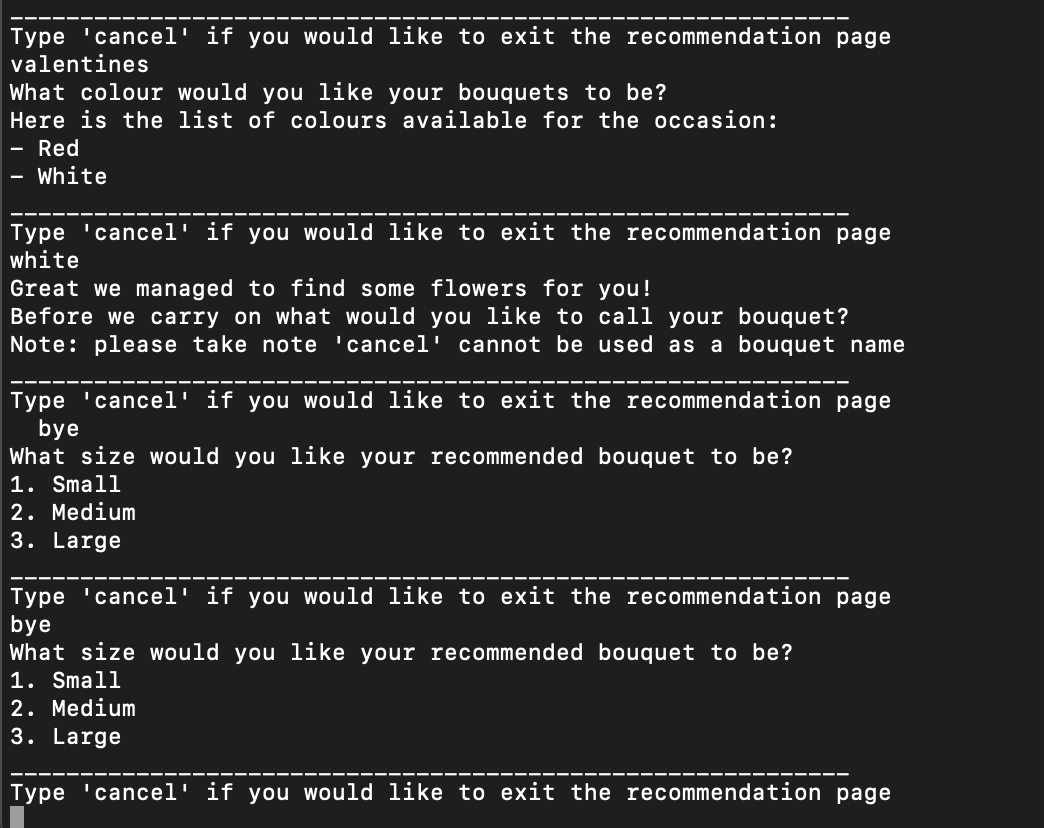 ____________________________________________________________
Type 'cancel' if you would like to exit the recommendation page
valentines
What colour would you like your bouquets to be?
Here is the list of colours available for the occasion:
- Red
- White
____________________________________________________________
Type 'cancel' if you would like to exit the recommendation page
white
Great we managed to find some flowers for you!
Before we carry on what would you like to call your bouquet?
Note: please take note 'cancel' cannot be used as a bouquet name
____________________________________________________________
Type 'cancel' if you would like to exit the recommendation page
  bye
What size would you like your recommended bouquet to be?
1. Small
2. Medium
3. Large
____________________________________________________________
Type 'cancel' if you would like to exit the recommendation page
bye
What size would you like your recommended bouquet to be?
1. Small
2. Medium
3. Large
____________________________________________________________
Type 'cancel' if you would like to exit the recommendation page